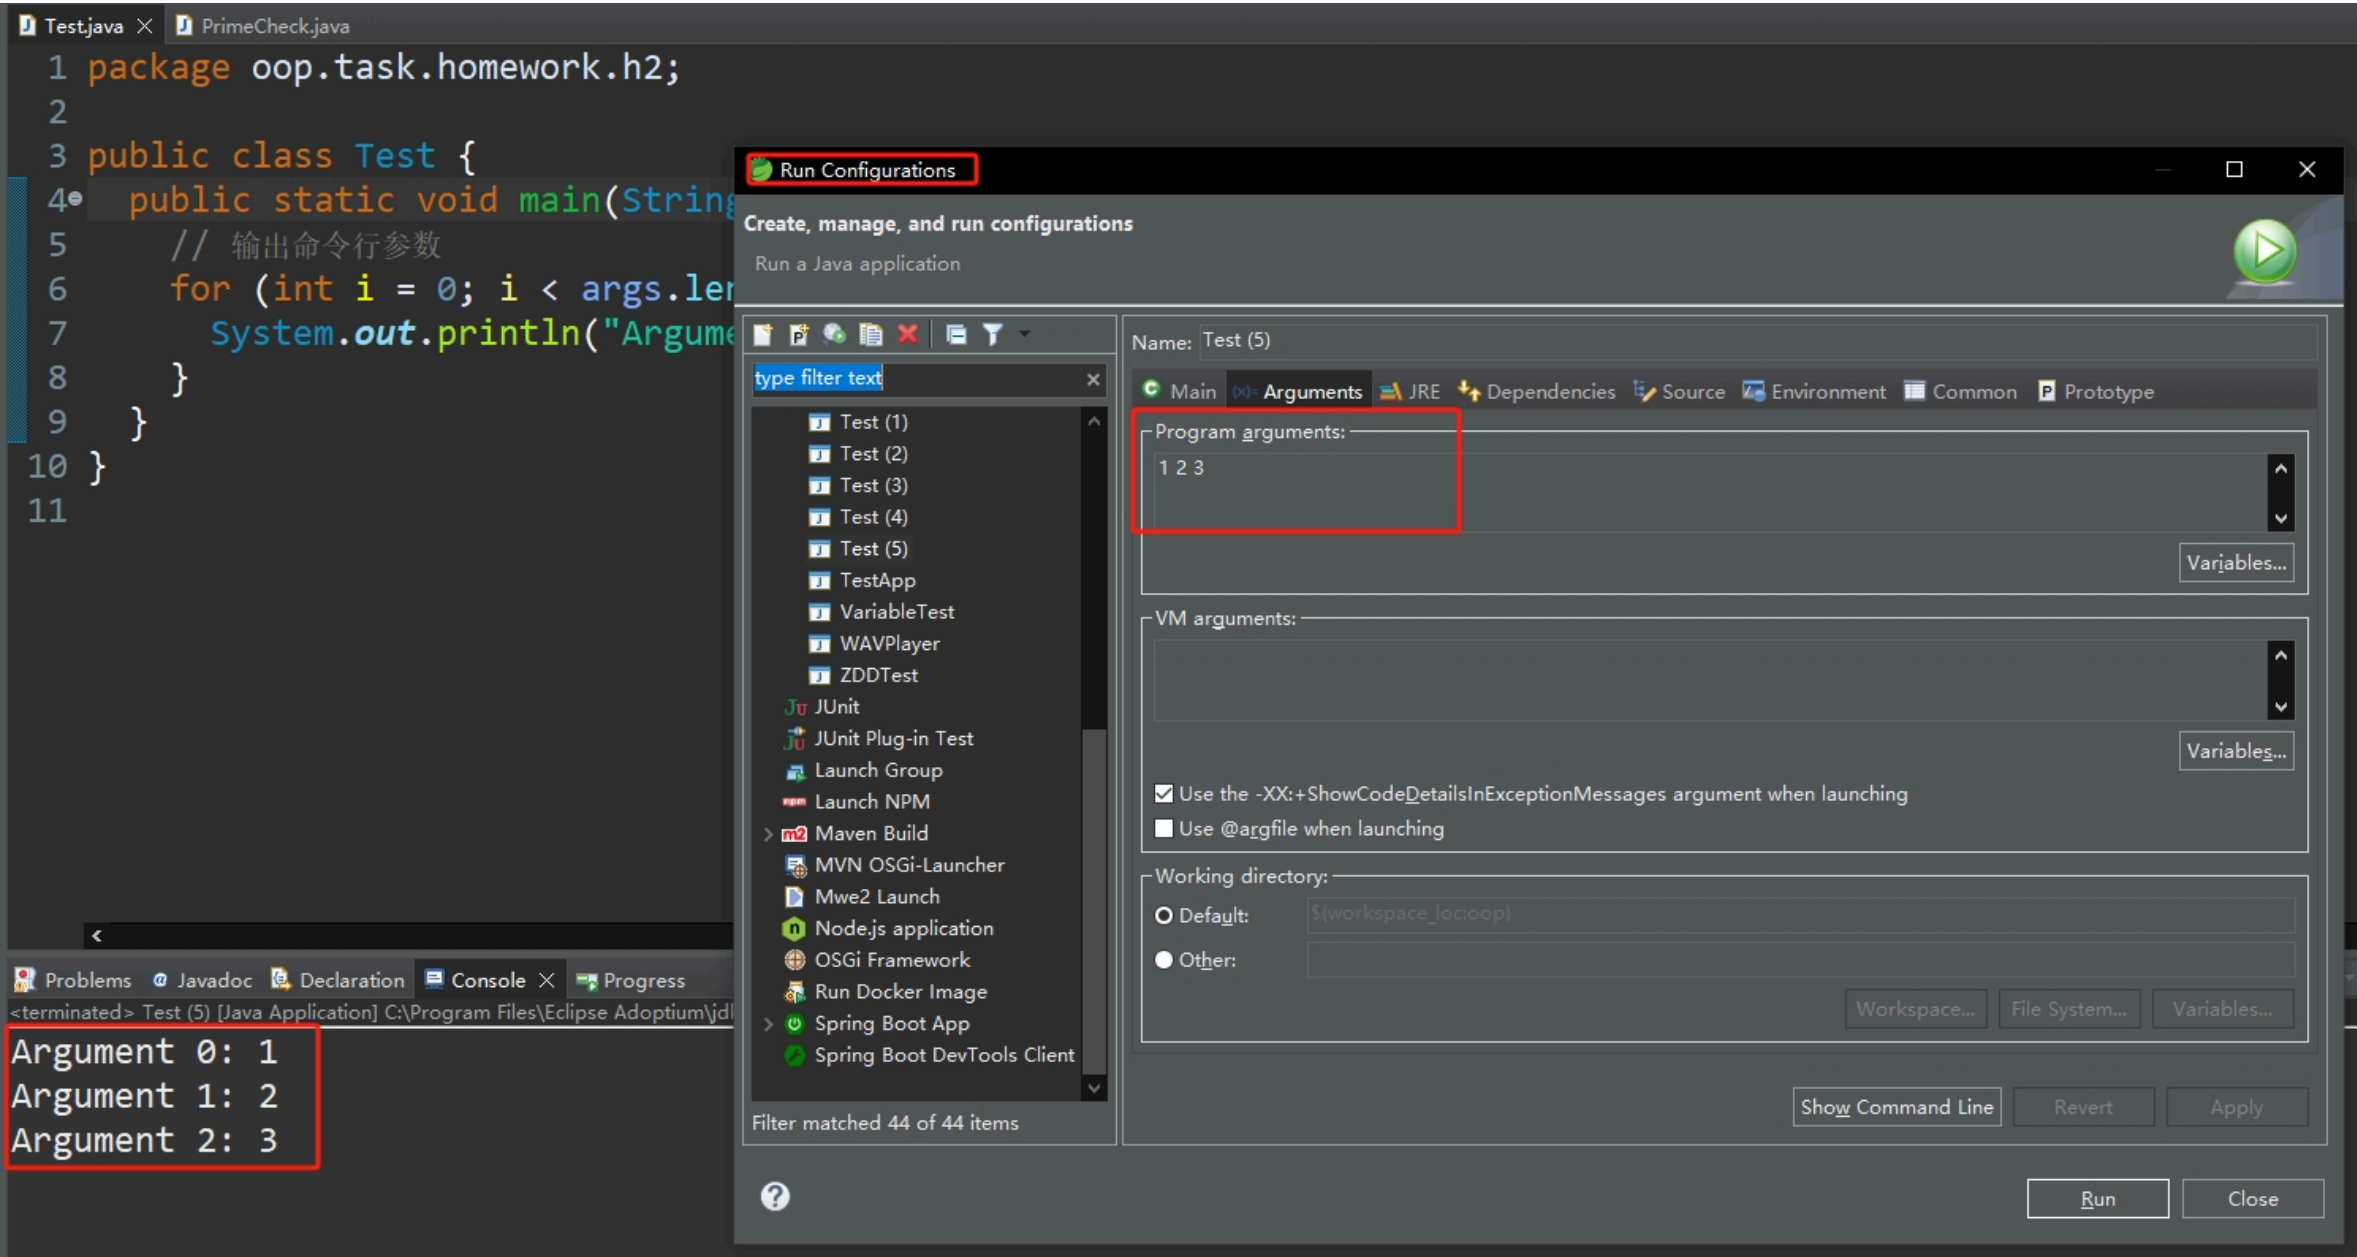 Test.java
PrimeCheck.java
1 package oop.task.homework.h2;
2
3 public class Test {
4 public static void main(String
5 // 输出命令行参数
6 for (int i = 0; i < args.len
7 System.out.println("Argume
8 }
9 }
10 }
11
Problems Javadoc Declaration Console Progress
<terminated> Test (5) [Java Application] C:\Program Files\Eclipse Adoptium\jd
Argument 0: 1
Argument 1: 2
Argument 2: 3
Run Configurations
Create, manage, and run configurations
Run a Java application
type filter text
Test (1)
Test (2)
Test (3)
Test (4)
Test (5)
TestApp
VariableTest
WAVPlayer
ZDDTest
JUnit
JUnit Plug-in Test
Launch Group
Launch NPM
Maven Build
MVN OSGi-Launcher
Mwe2 Launch
Node.js application
OSGi Framework
Run Docker Image
Spring Boot App
Spring Boot DevTools Client
Filter matched 44 of 44 items
Name: Test (5)
Main Arguments JRE Dependencies Source Environment Common Prototype
Program arguments:
1 2 3
Variables...
VM arguments:
Variables...
Use the -XX:+ShowCodeDetailsInExceptionMessages argument when launching
Use @argfile when launching
Working directory:
Default: ${workspace_loc:oop}
Other:
Workspace... File System... Variables...
Show Command Line Revert Apply
Run Close